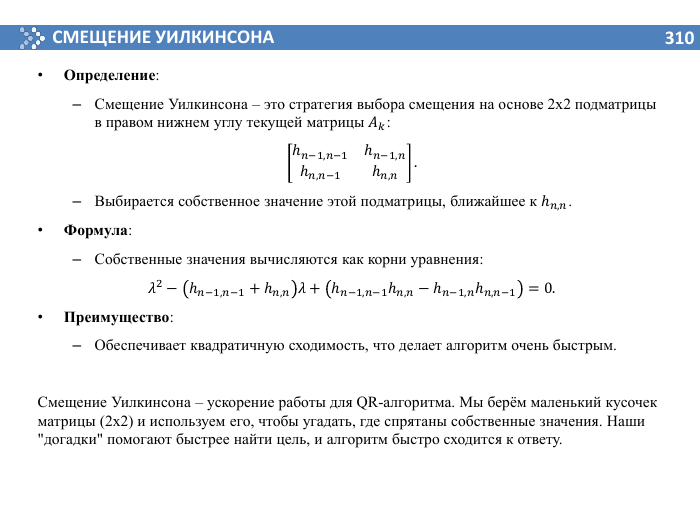 СМЕЩЕНИЕ УИЛКИНСОНА 310
• Определение:
– Смещение Уилкинсона – это стратегия выбора смещения на основе 2x2 подматрицы
в правом нижнем углу текущей матрицы $A_k$:
$\begin{bmatrix} h_{n-1,n-1} & h_{n-1,n} \\ h_{n,n-1} & h_{n,n} \end{bmatrix}$.
– Выбирается собственное значение этой подматрицы, ближайшее к $h_{n,n}$.
• Формула:
– Собственные значения вычисляются как корни уравнения:
$\lambda^2 - (h_{n-1,n-1} + h_{n,n})\lambda + (h_{n-1,n-1}h_{n,n} - h_{n-1,n}h_{n,n-1}) = 0.$
• Преимущество:
– Обеспечивает квадратичную сходимость, что делает алгоритм очень быстрым.
Смещение Уилкинсона – ускорение работы для QR-алгоритма. Мы берём маленький кусочек
матрицы (2x2) и используем его, чтобы угадать, где спрятаны собственные значения. Наши
"догадки" помогают быстрее найти цель, и алгоритм быстро сходится к ответу.